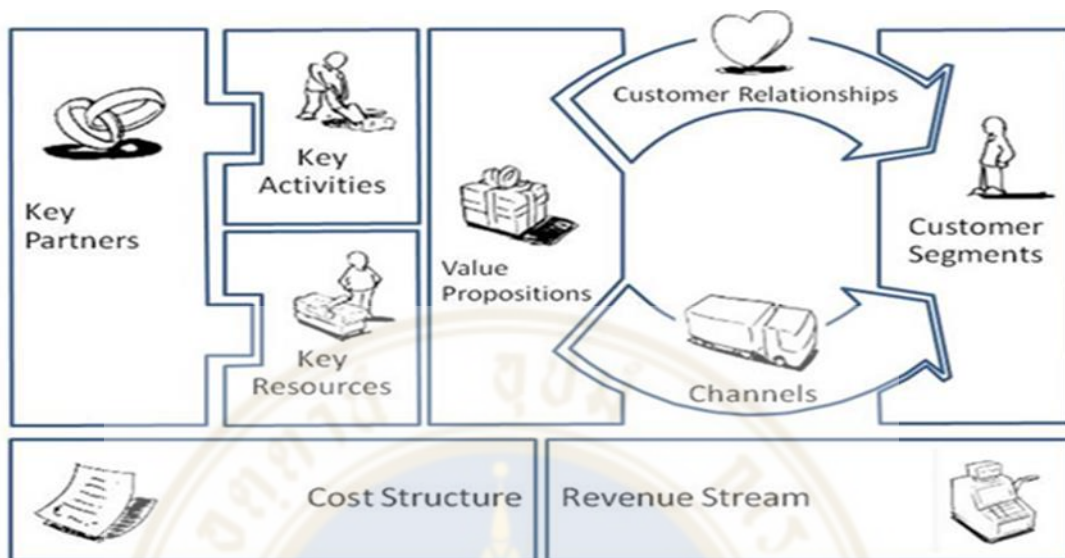 Customer Relationships
Key
Activities
Key
Partners
Customer
Segments
Value
Propositions
Key
Resources
Channels
Cost Structure
Revenue Stream